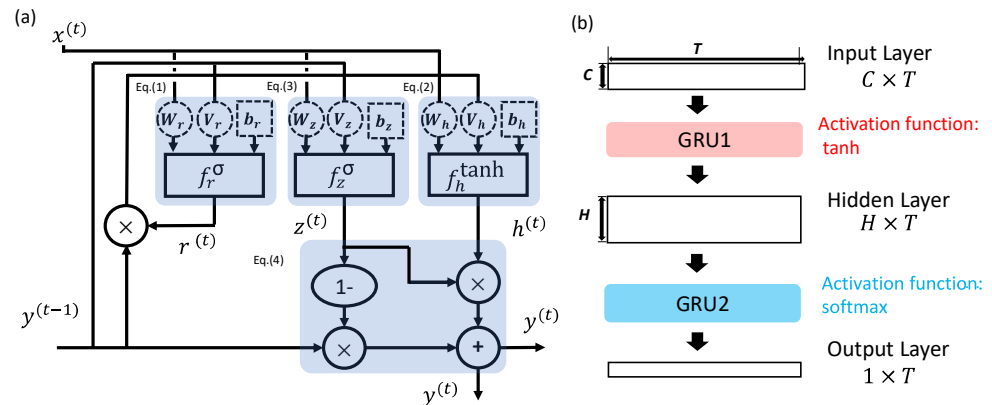 (a)
x^(t)
Eq.(1)
Eq.(3)
Eq.(2)
W_r V_r b_r
W_z V_z b_z
W_h V_h b_h
f_r^σ
f_z^σ
f_h^tanh
×
r^(t)
z^(t)
h^(t)
Eq.(4)
1-
×
y^(t−1)
×
+
y^(t)
y^(t)
(b)
T
C
Input Layer
C × T
GRU1
Activation function:
tanh
H
Hidden Layer
H × T
GRU2
Activation function:
softmax
Output Layer
1 × T